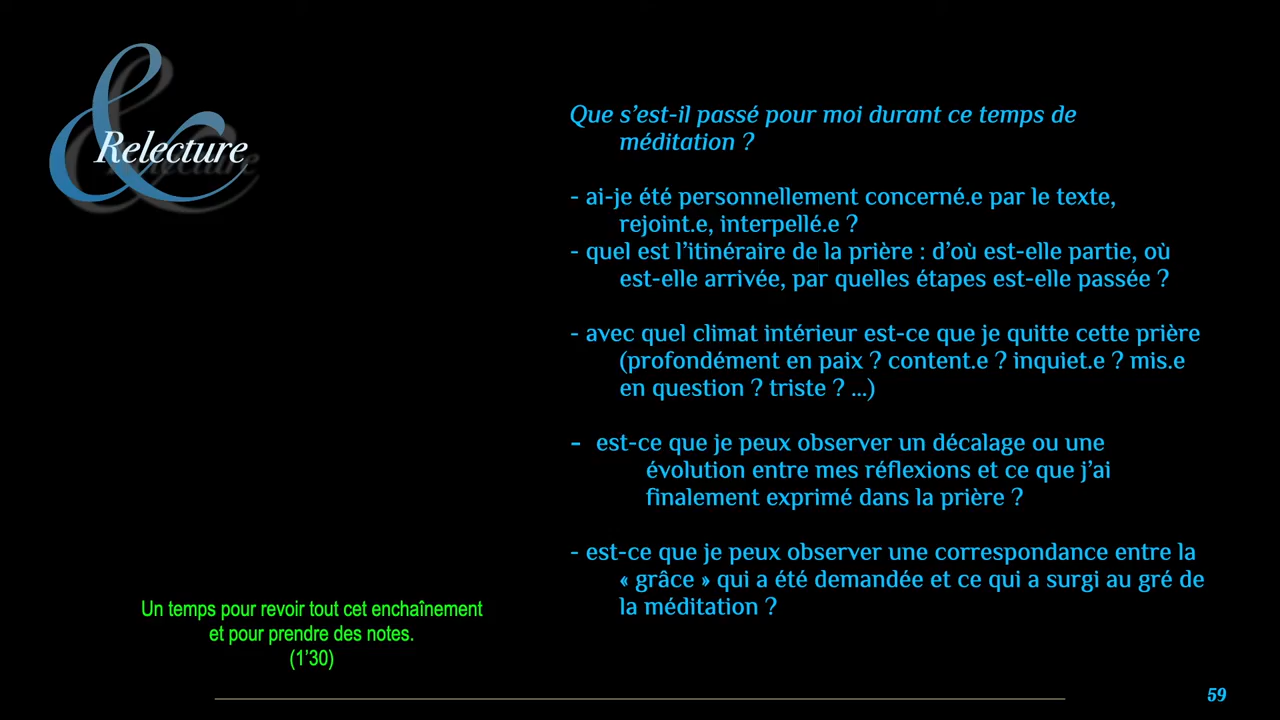 Relecture
Que s’est-il passé pour moi durant ce temps de
méditation ?
- ai-je été personnellement concerné.e par le texte,
rejoint.e, interpellé.e ?
- quel est l’itinéraire de la prière : d’où est-elle partie, où
est-elle arrivée, par quelles étapes est-elle passée ?
- avec quel climat intérieur est-ce que je quitte cette prière
(profondément en paix ? content.e ? inquiet.e ? mis.e
en question ? triste ? ...)
- est-ce que je peux observer un décalage ou une
évolution entre mes réflexions et ce que j’ai
finalement exprimé dans la prière ?
- est-ce que je peux observer une correspondance entre la
« grâce » qui a été demandée et ce qui a surgi au gré de
la méditation ?
Un temps pour revoir tout cet enchaînement
et pour prendre des notes.
(1’30)
59